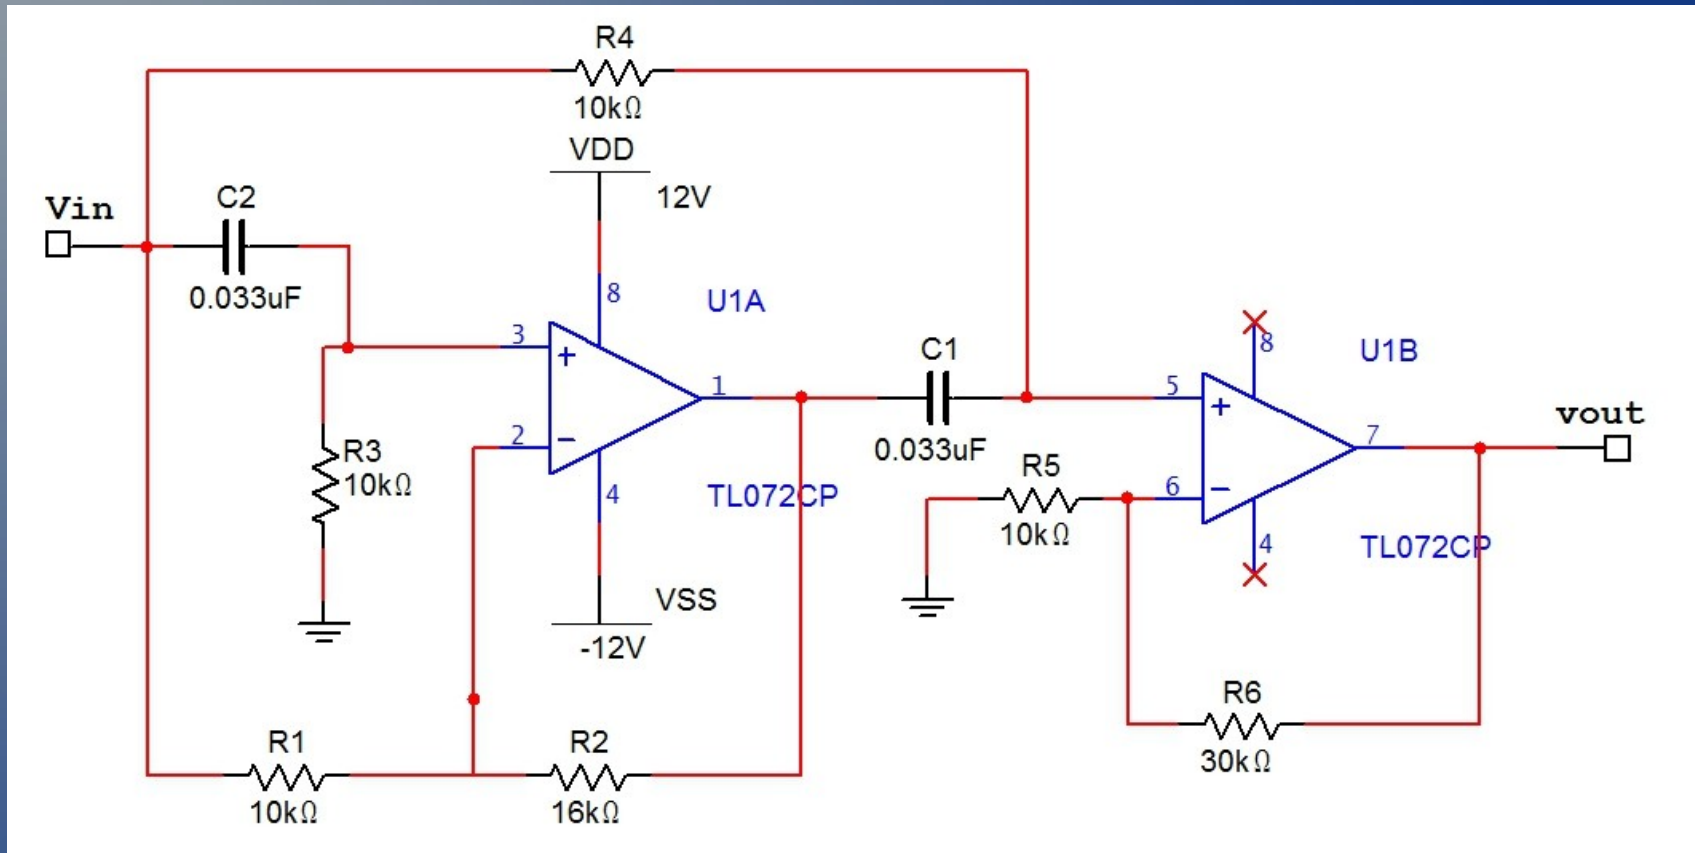 R4
10kΩ
VDD
12V
Vin
C2
0.033uF
8
U1A
3
+
1
2
−
4
TL072CP
R3
10kΩ
VSS
-12V
C1
0.033uF
8
U1B
5
+
7
vout
R5
10kΩ
6
−
4
TL072CP
R6
30kΩ
R1
10kΩ
R2
16kΩ